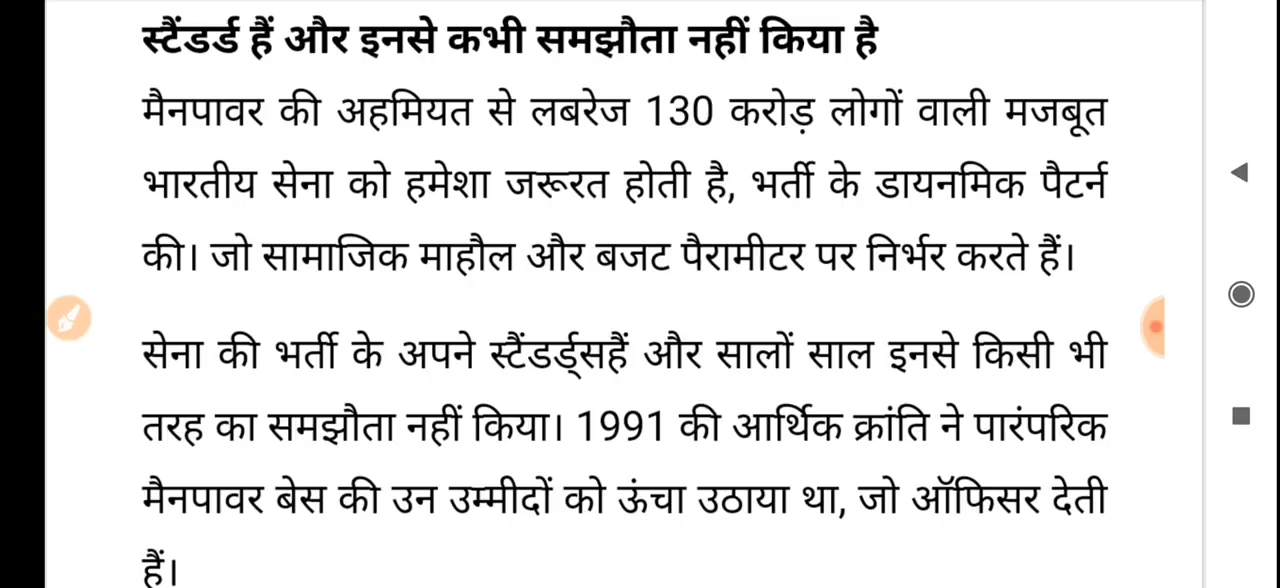 स्टैंडर्ड हैं और इनसे कभी समझौता नहीं किया है
मैनपावर की अहमियत से लबरेज 130 करोड़ लोगों वाली मजबूत
भारतीय सेना को हमेशा जरूरत होती है, भर्ती के डायनमिक पैटर्न
की। जो सामाजिक माहौल और बजट पैरामीटर पर निर्भर करते हैं।
सेना की भर्ती के अपने स्टैंडर्ड्सहैं और सालों साल इनसे किसी भी
तरह का समझौता नहीं किया। 1991 की आर्थिक क्रांति ने पारंपरिक
मैनपावर बेस की उन उम्मीदों को ऊंचा उठाया था, जो ऑफिसर देती
हैं।